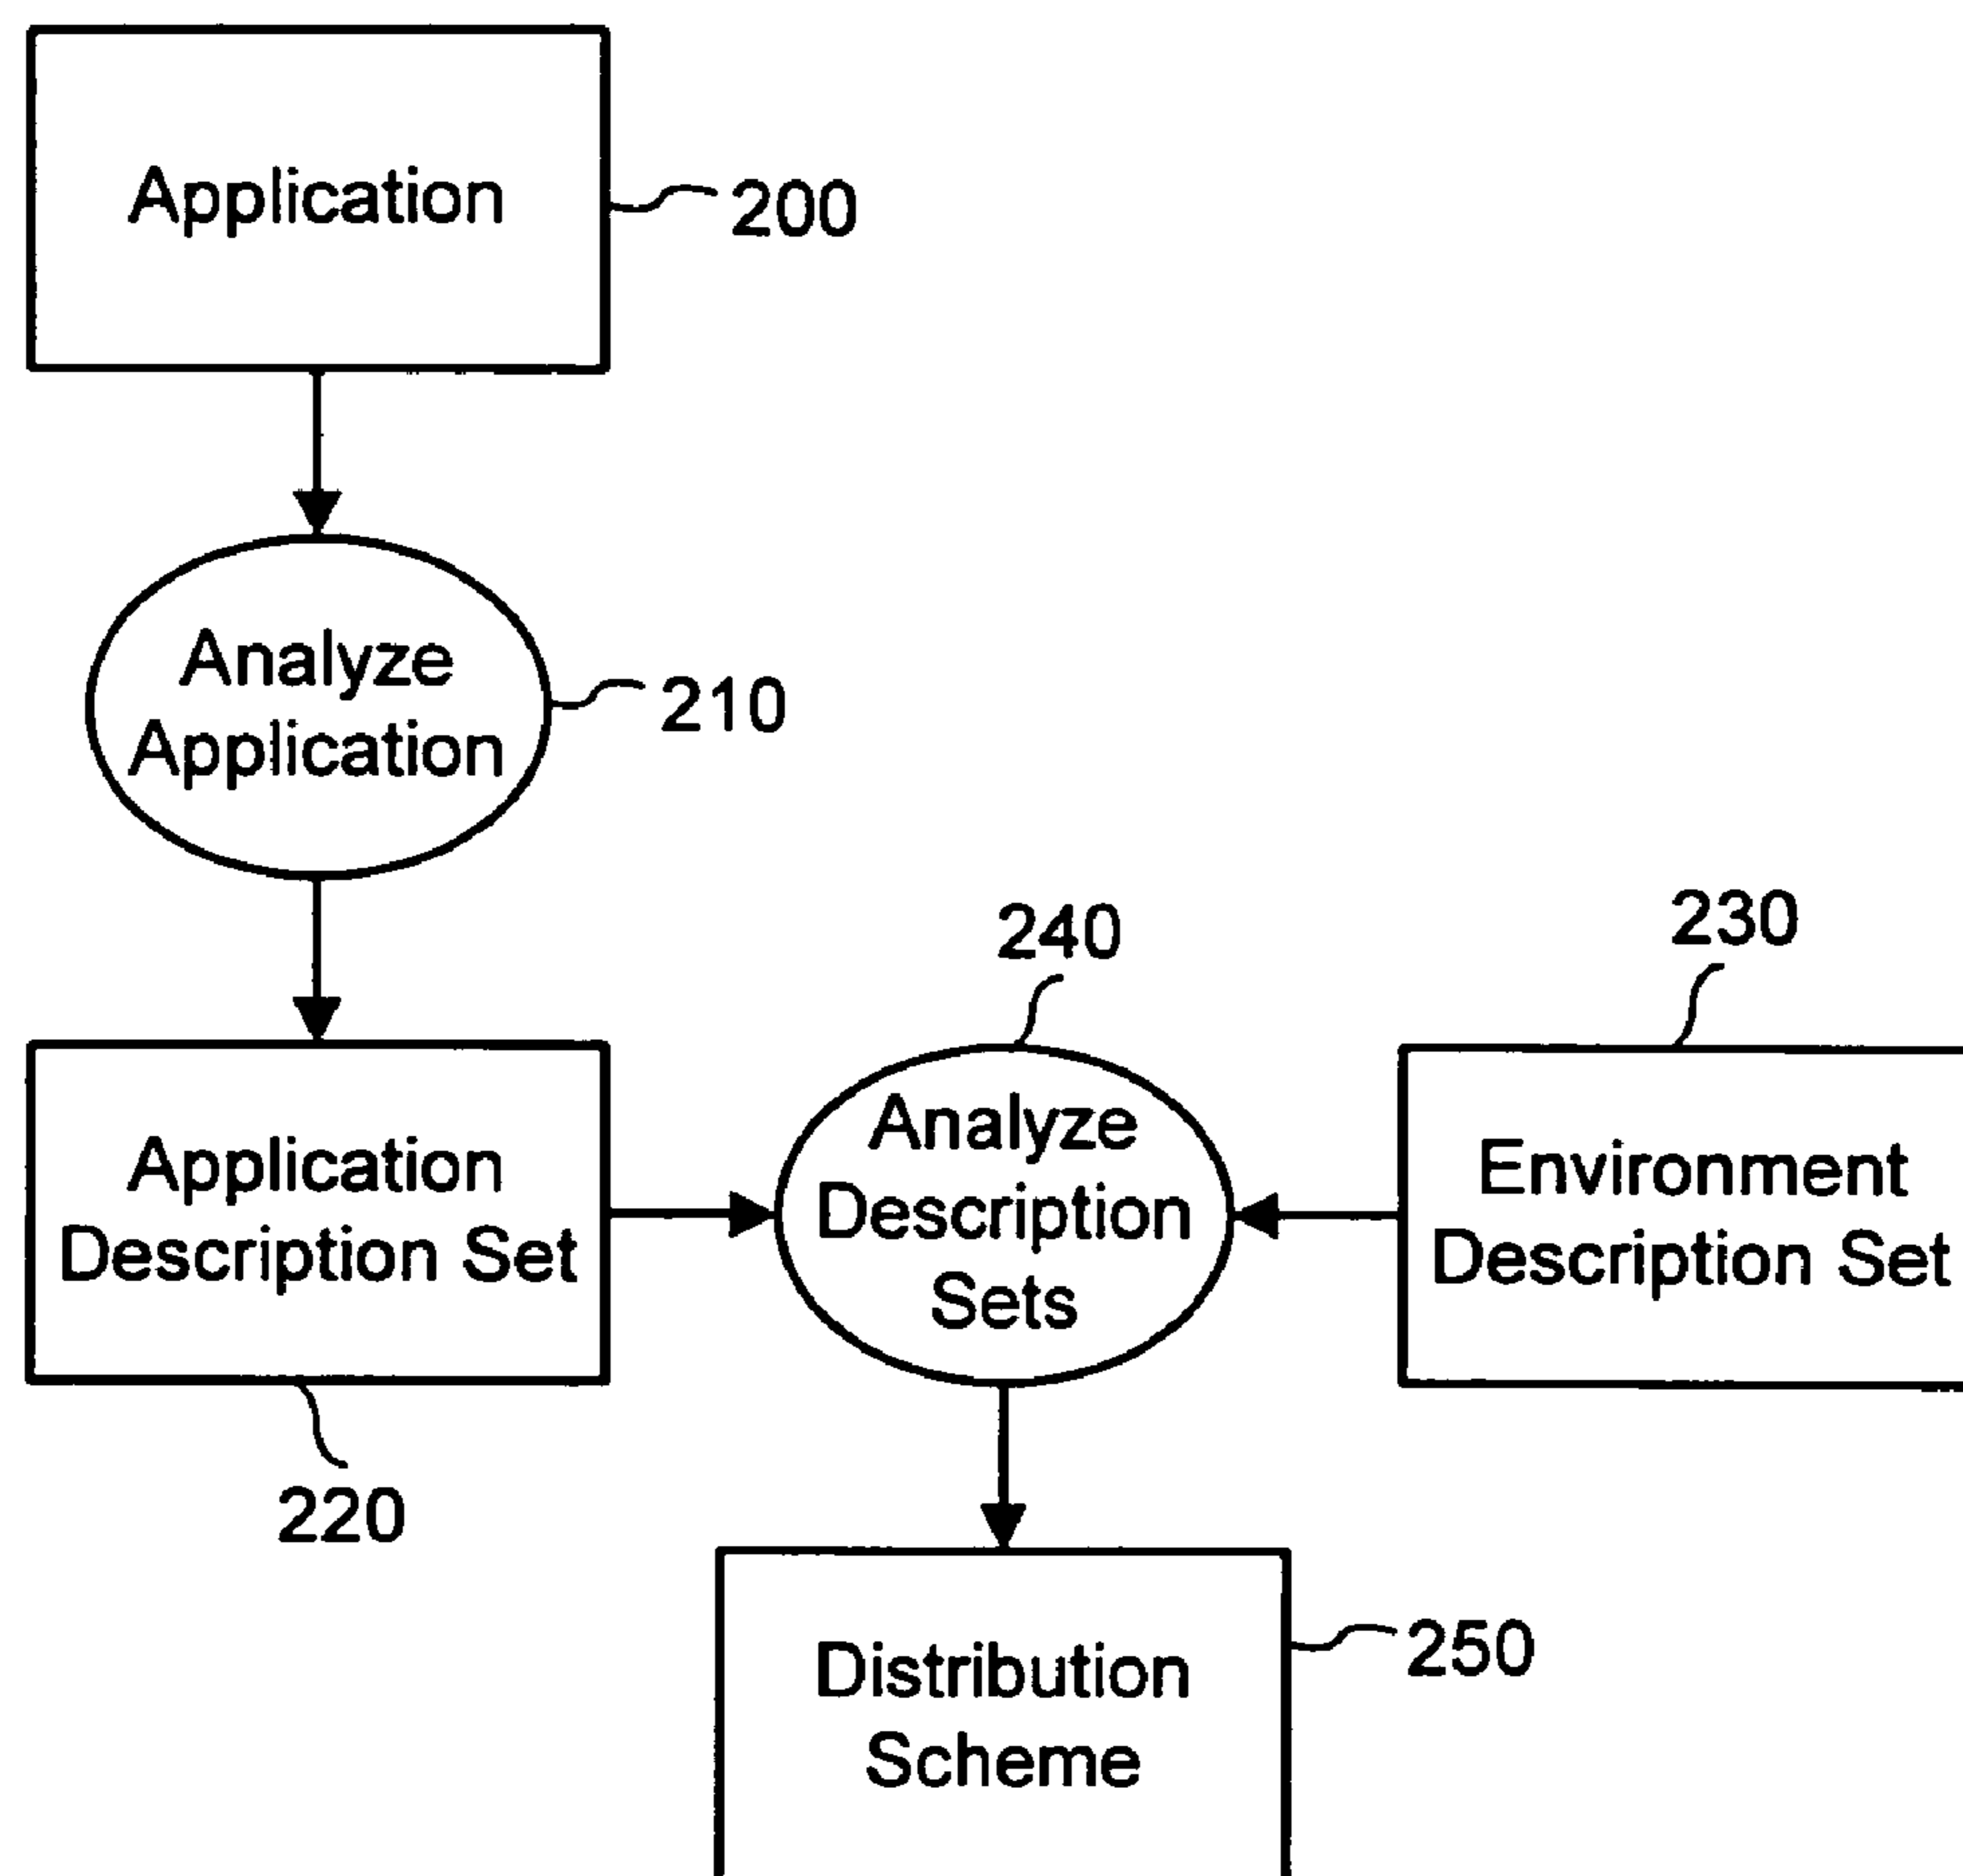 Application
200
Analyze
Application
210
240
230
Application
Description Set
Analyze
Description
Sets
Environment
Description Set
220
250
Distribution
Scheme